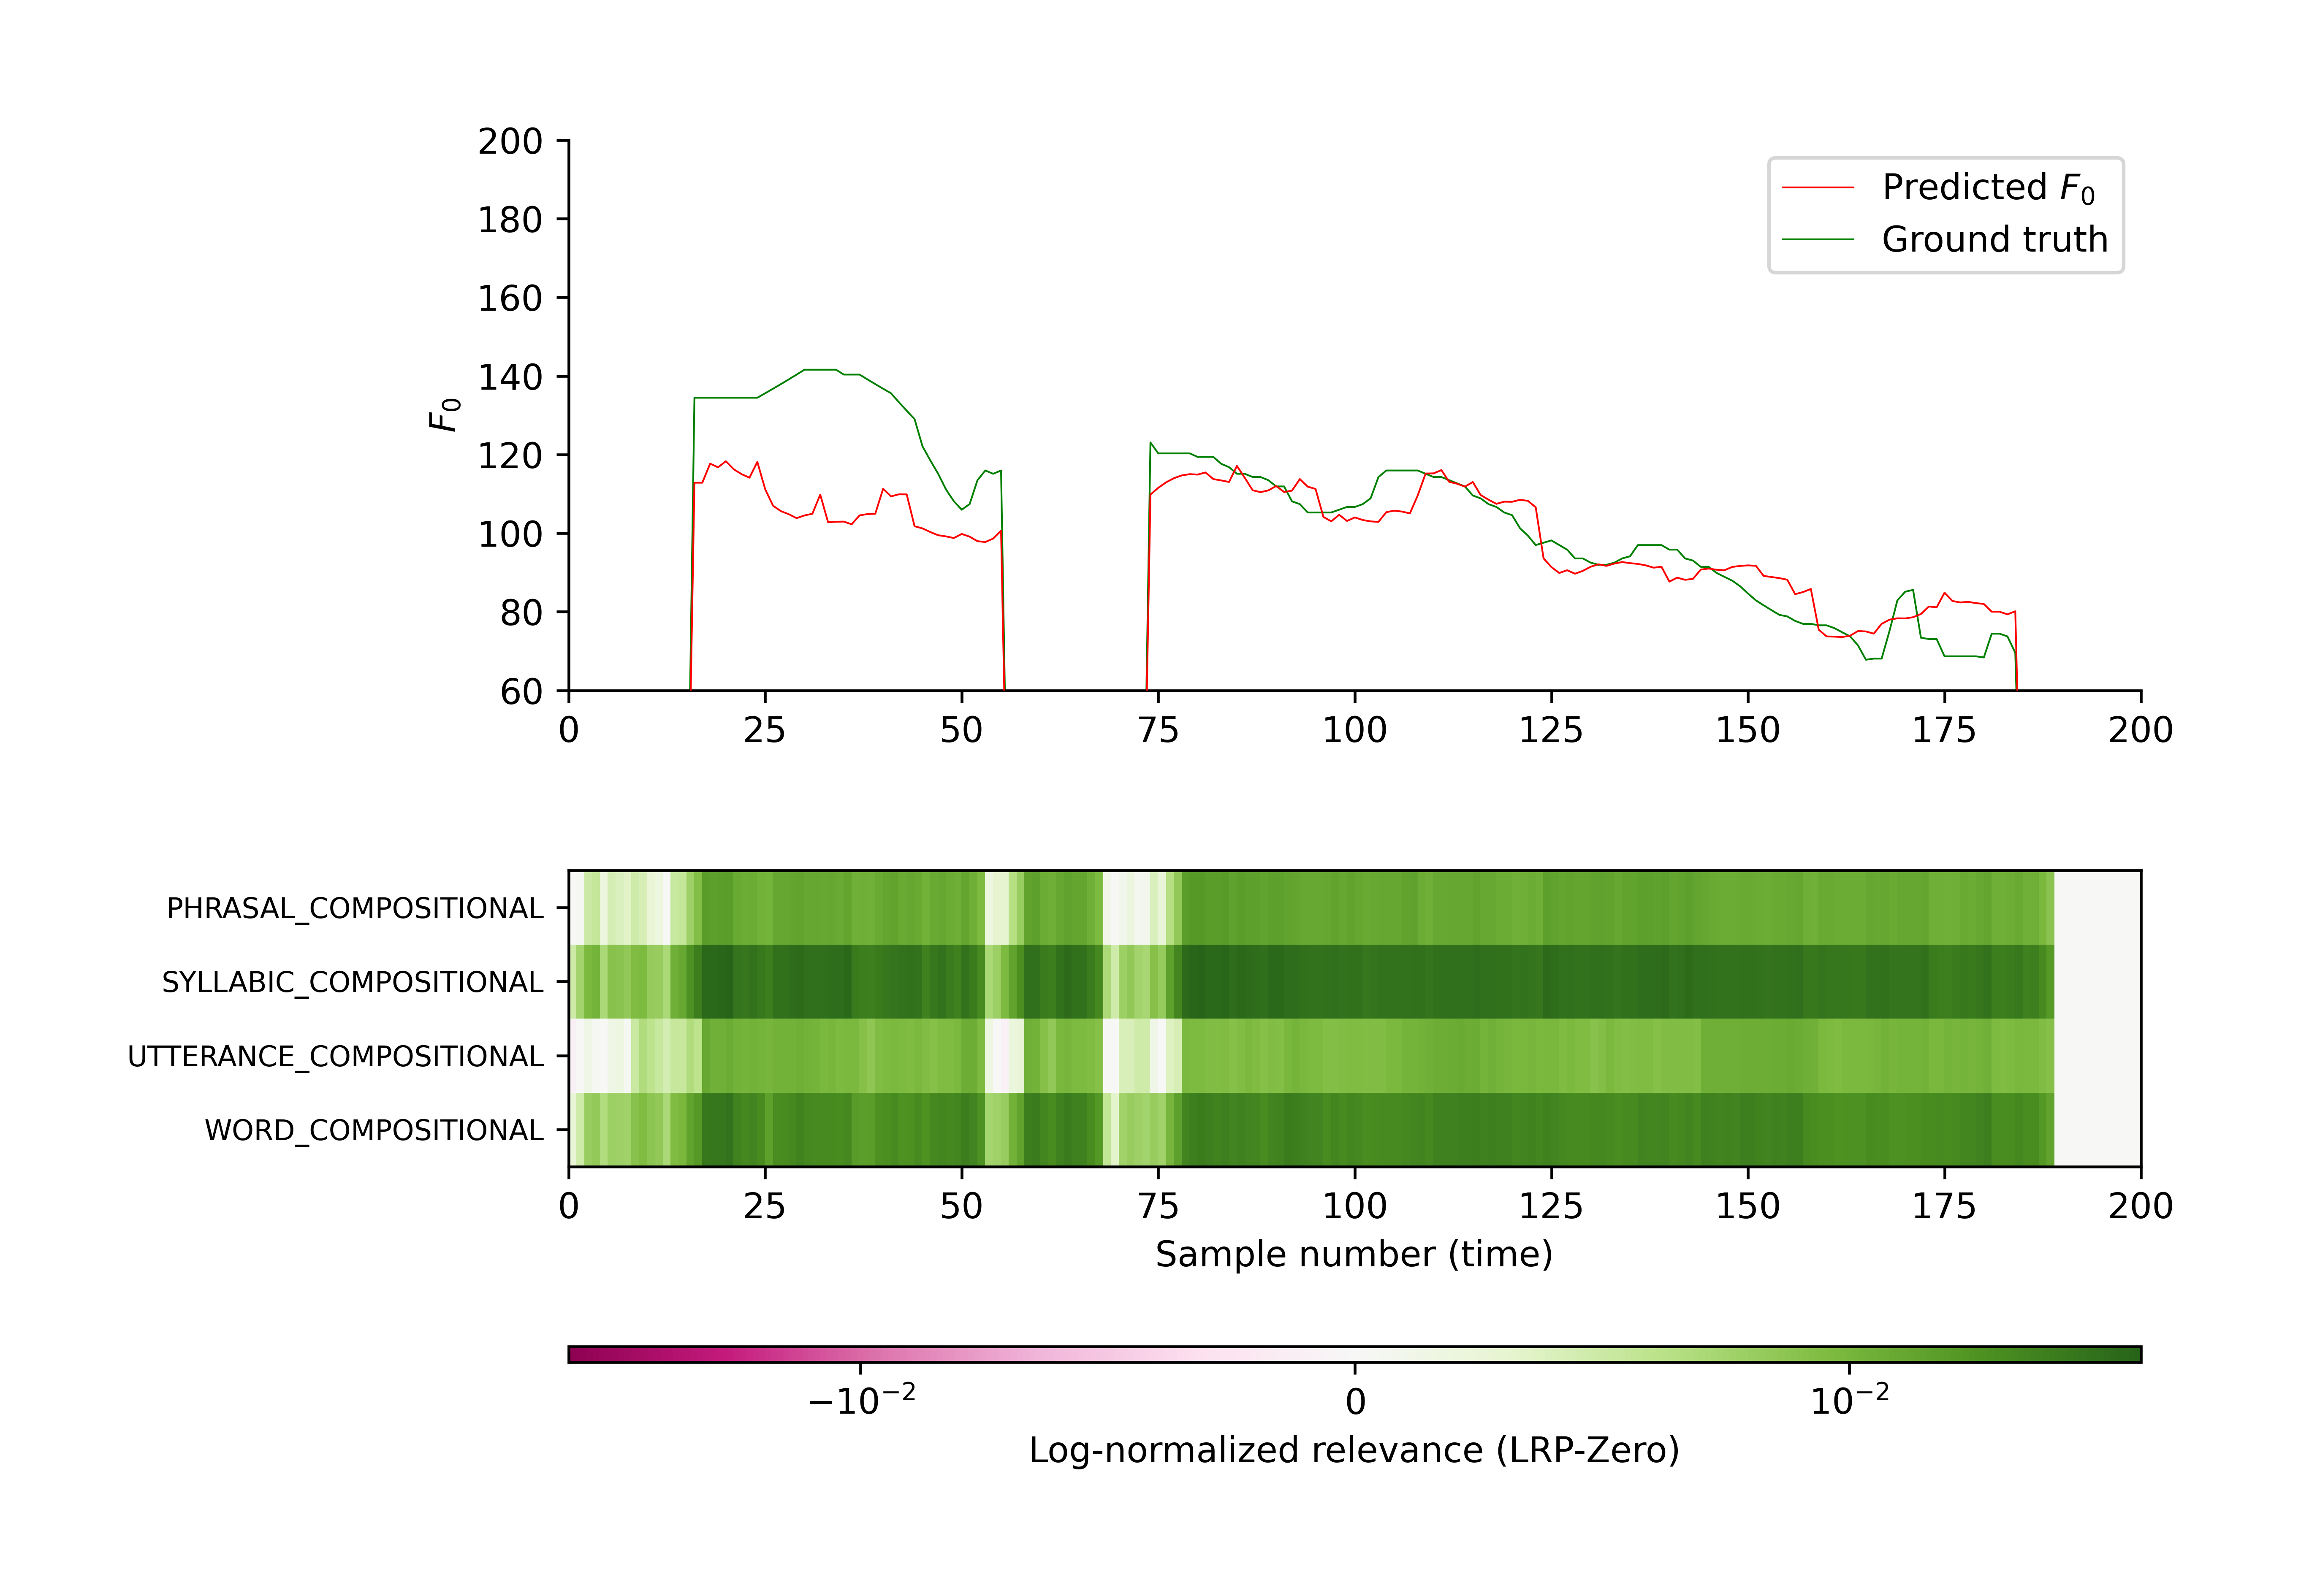 200
180
160
140
120
100
80
60
F₀
Predicted F₀
Ground truth
0 25 50 75 100 125 150 175 200
PHRASAL_COMPOSITIONAL
SYLLABIC_COMPOSITIONAL
UTTERANCE_COMPOSITIONAL
WORD_COMPOSITIONAL
0 25 50 75 100 125 150 175 200
Sample number (time)
−10⁻² 0 10⁻²
Log-normalized relevance (LRP-Zero)